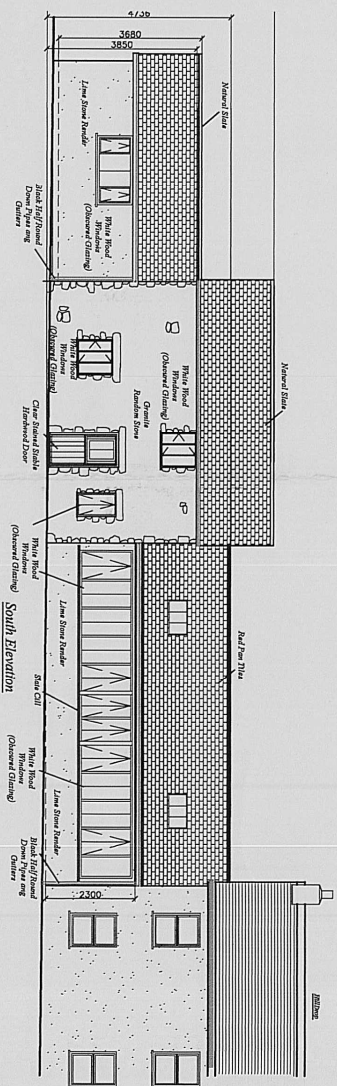 4736
3680
3850
Natural Slate
Lime Stone Render
White Wood
Windows
(Obscured Glazing)
Black Half Round
Down Pipes ang
Gutters
Natural Slate
White Wood
Windows
(Obscured Glazing)
Granite
Random Stone
White Wood
Windows
(Obscured Glazing)
Clear Stained Stable
Hardwood Door
White Wood
Windows
(Obscured Glazing)
Red Pan Tiles
Lime Stone Render
Slate Cill
White Wood
Windows
(Obscured Glazing)
Lime Stone Render
2300
Black Half Round
Down Pipes ang
Gutters
South Elevation